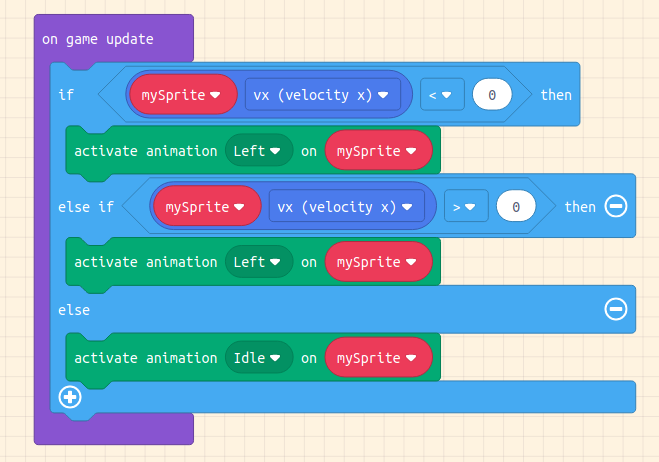 on game update
if mySprite vx (velocity x) < 0 then
activate animation Left on mySprite
else if mySprite vx (velocity x) > 0 then
activate animation Left on mySprite
else
activate animation Idle on mySprite